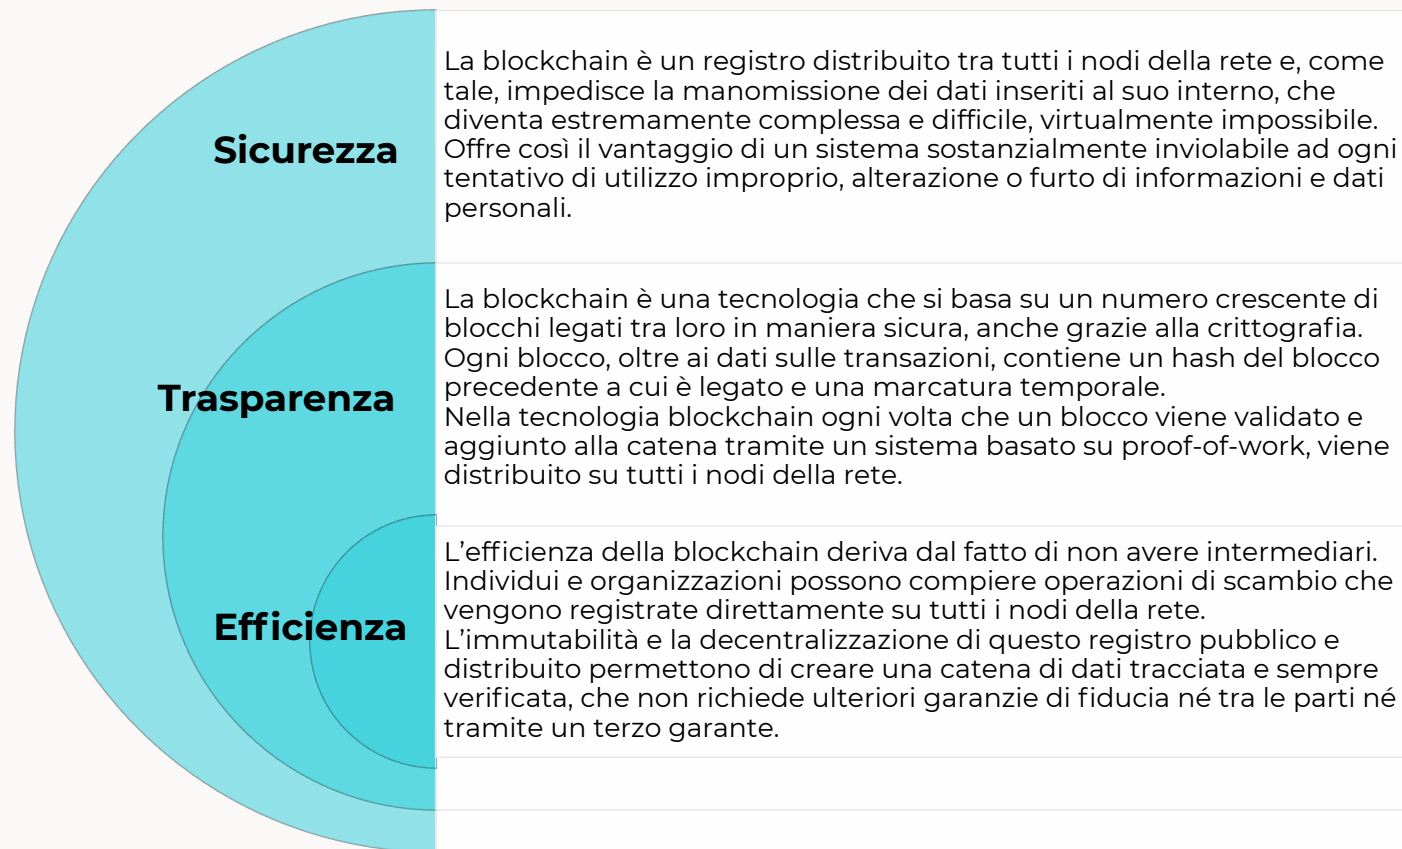 Sicurezza
La blockchain è un registro distribuito tra tutti i nodi della rete e, come
tale, impedisce la manomissione dei dati inseriti al suo interno, che
diventa estremamente complessa e difficile, virtualmente impossibile.
Offre così il vantaggio di un sistema sostanzialmente inviolabile ad ogni
tentativo di utilizzo improprio, alterazione o furto di informazioni e dati
personali.
Trasparenza
La blockchain è una tecnologia che si basa su un numero crescente di
blocchi legati tra loro in maniera sicura, anche grazie alla crittografia.
Ogni blocco, oltre ai dati sulle transazioni, contiene un hash del blocco
precedente a cui è legato e una marcatura temporale.
Nella tecnologia blockchain ogni volta che un blocco viene validato e
aggiunto alla catena tramite un sistema basato su proof-of-work, viene
distribuito su tutti i nodi della rete.
Efficienza
L’efficienza della blockchain deriva dal fatto di non avere intermediari.
Individui e organizzazioni possono compiere operazioni di scambio che
vengono registrate direttamente su tutti i nodi della rete.
L’immutabilità e la decentralizzazione di questo registro pubblico e
distribuito permettono di creare una catena di dati tracciata e sempre
verificata, che non richiede ulteriori garanzie di fiducia né tra le parti né
tramite un terzo garante.